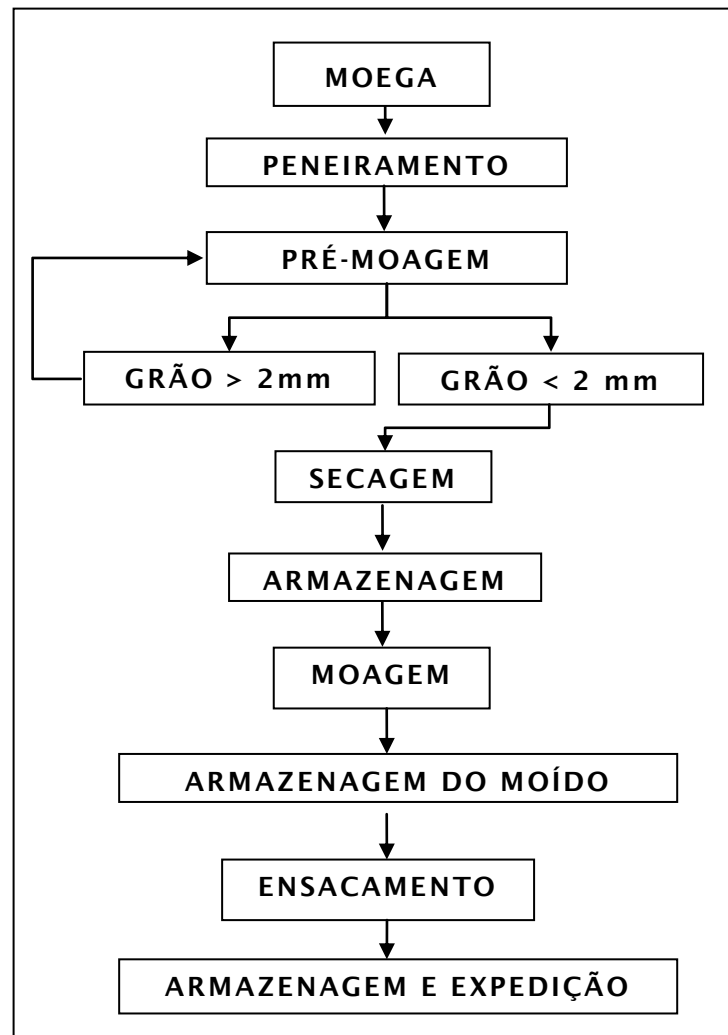 MOEGA
PENEIRAMENTO
PRÉ-MOAGEM
GRÃO > 2mm
GRÃO < 2 mm
SECAGEM
ARMAZENAGEM
MOAGEM
ARMAZENAGEM DO MOÍDO
ENSACAMENTO
ARMAZENAGEM E EXPEDIÇÃO